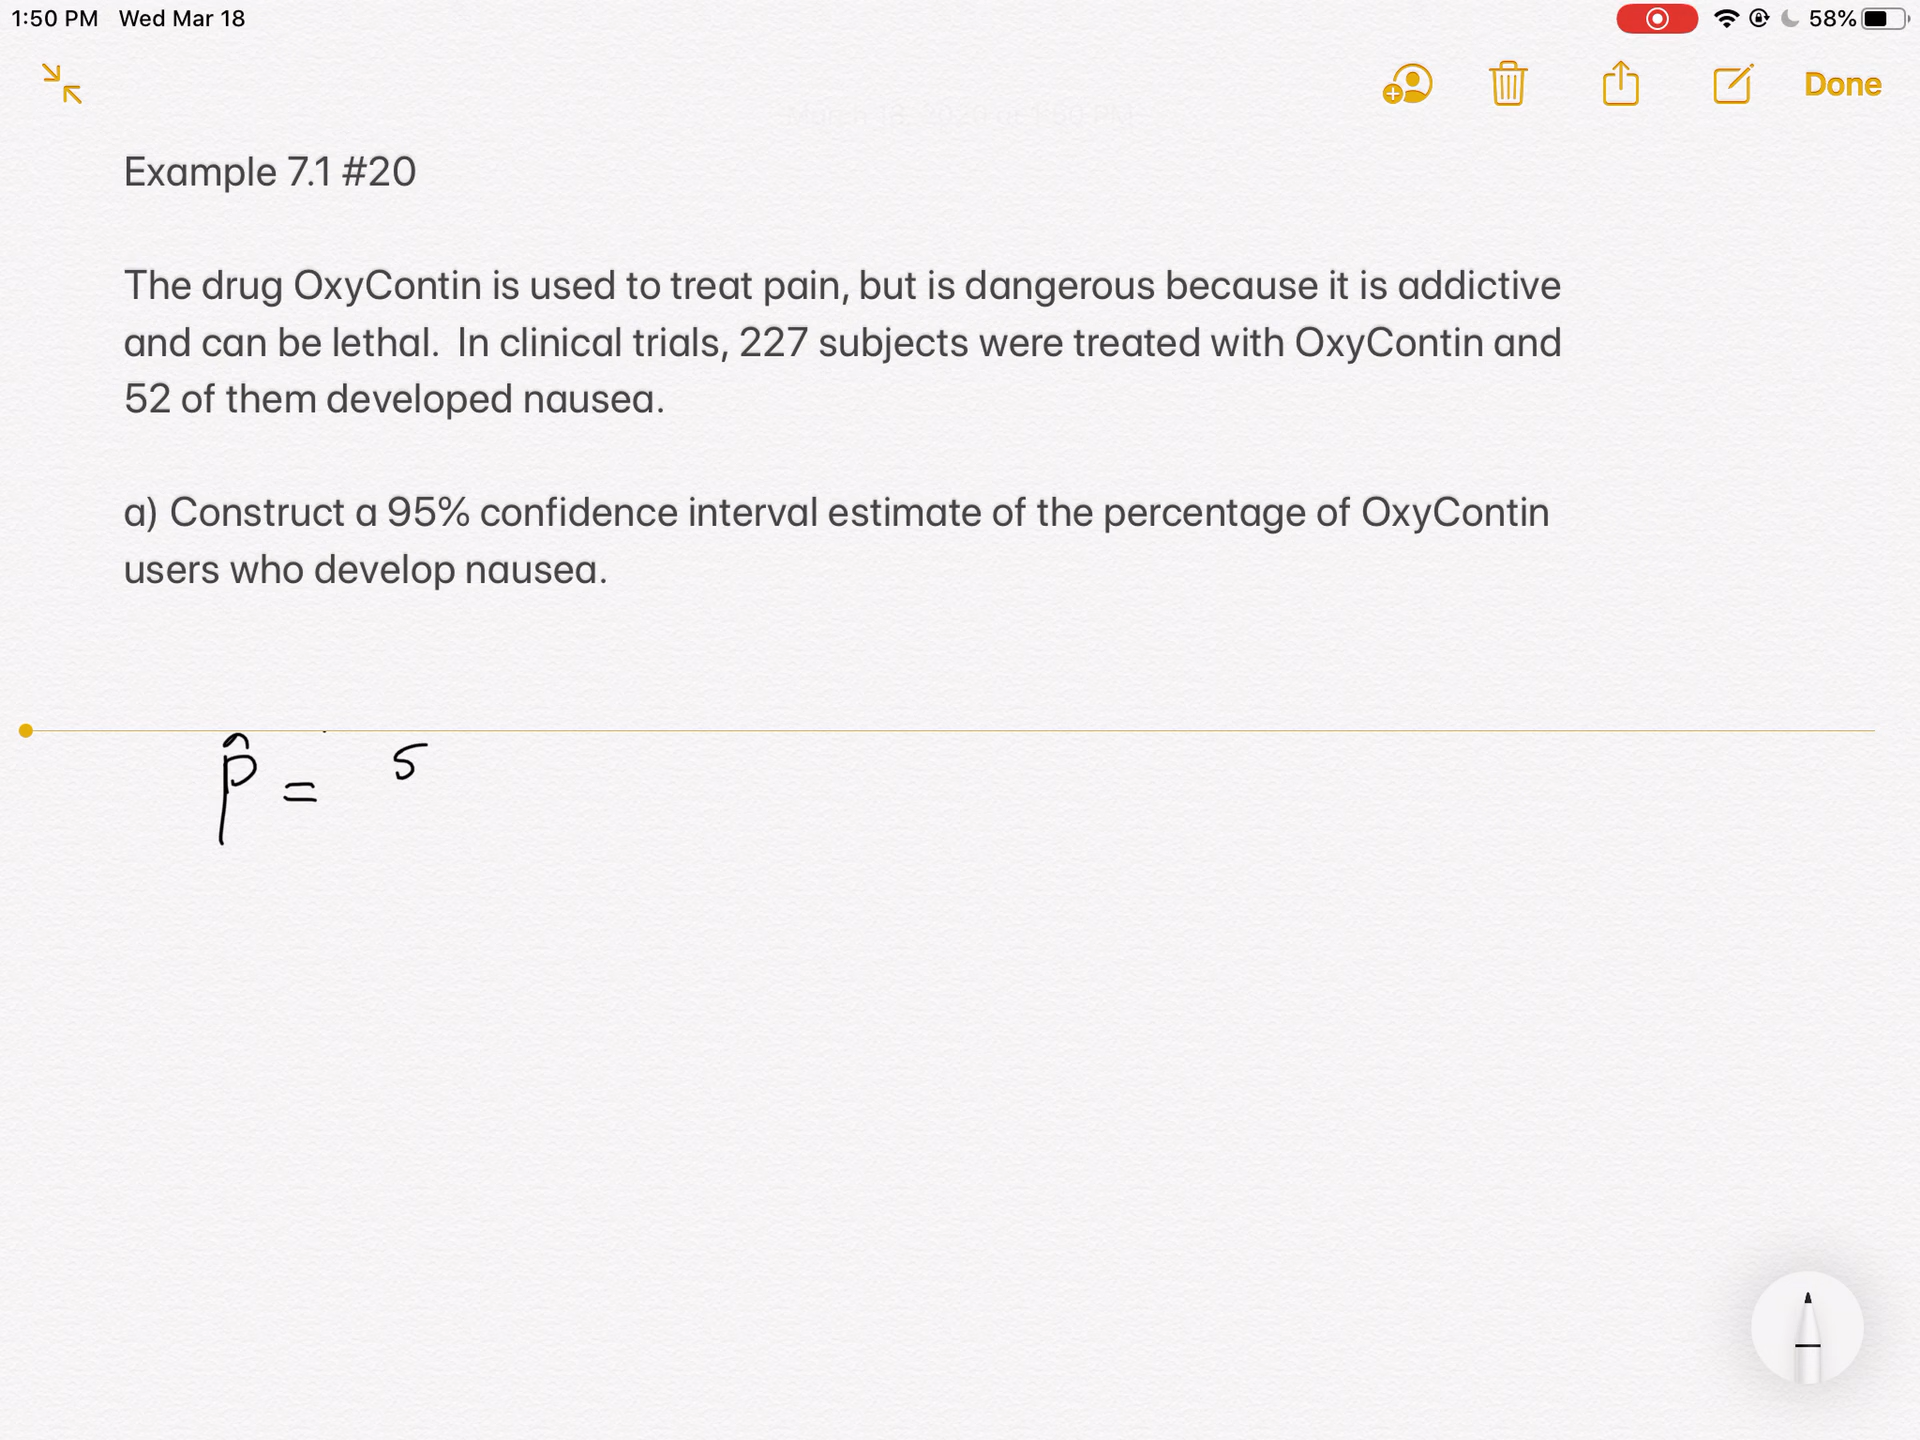 1:50 PM Wed Mar 18 58%
Done
Example 7.1 #20
The drug OxyContin is used to treat pain, but is dangerous because it is addictive
and can be lethal. In clinical trials, 227 subjects were treated with OxyContin and
52 of them developed nausea.
a) Construct a 95% confidence interval estimate of the percentage of OxyContin
users who develop nausea.
p̂ = 5